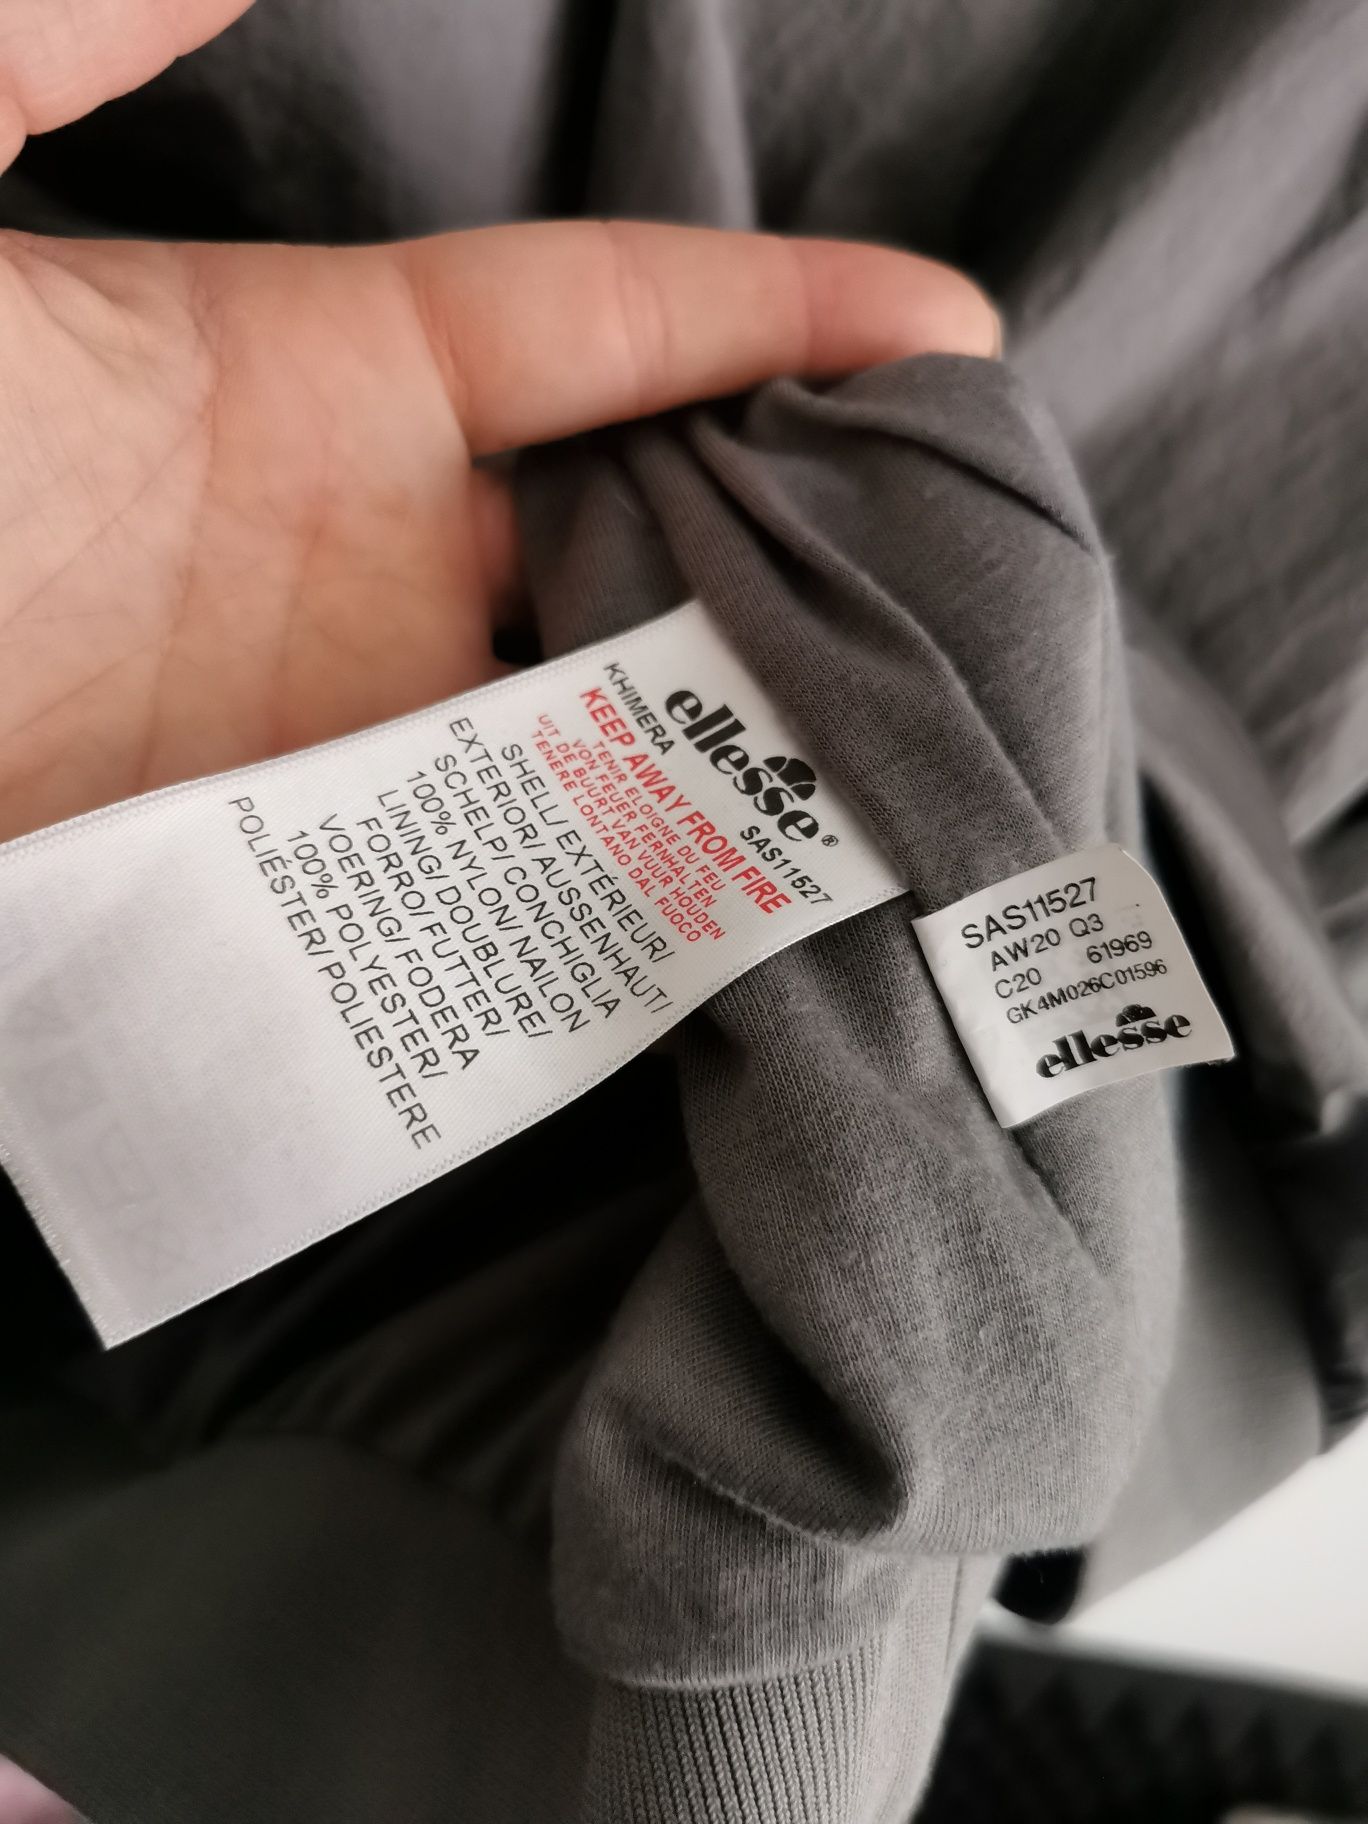 ellesse®
KHIMERA SAS11527
KEEP AWAY FROM FIRE
TENIR ELOIGNE DU FEU
VON FEUER FERNHALTEN
UIT DE BUURT VAN VUUR HOUDEN
TENERE LONTANO DAL FUOCO
SHELL/ EXTÉRIEUR/
EXTERIOR/ AUSSENHAUT/
SCHELP/ CONCHIGLIA
100% NYLON/ NAILON
LINING/ DOUBLURE/
FORRO/ FUTTER/
VOERING/ FODERA
100% POLYESTER/
POLIÉSTER/ POLIESTERE
SAS11527
AW20 Q3
C20 61969
GK4M026C01596
ellesse